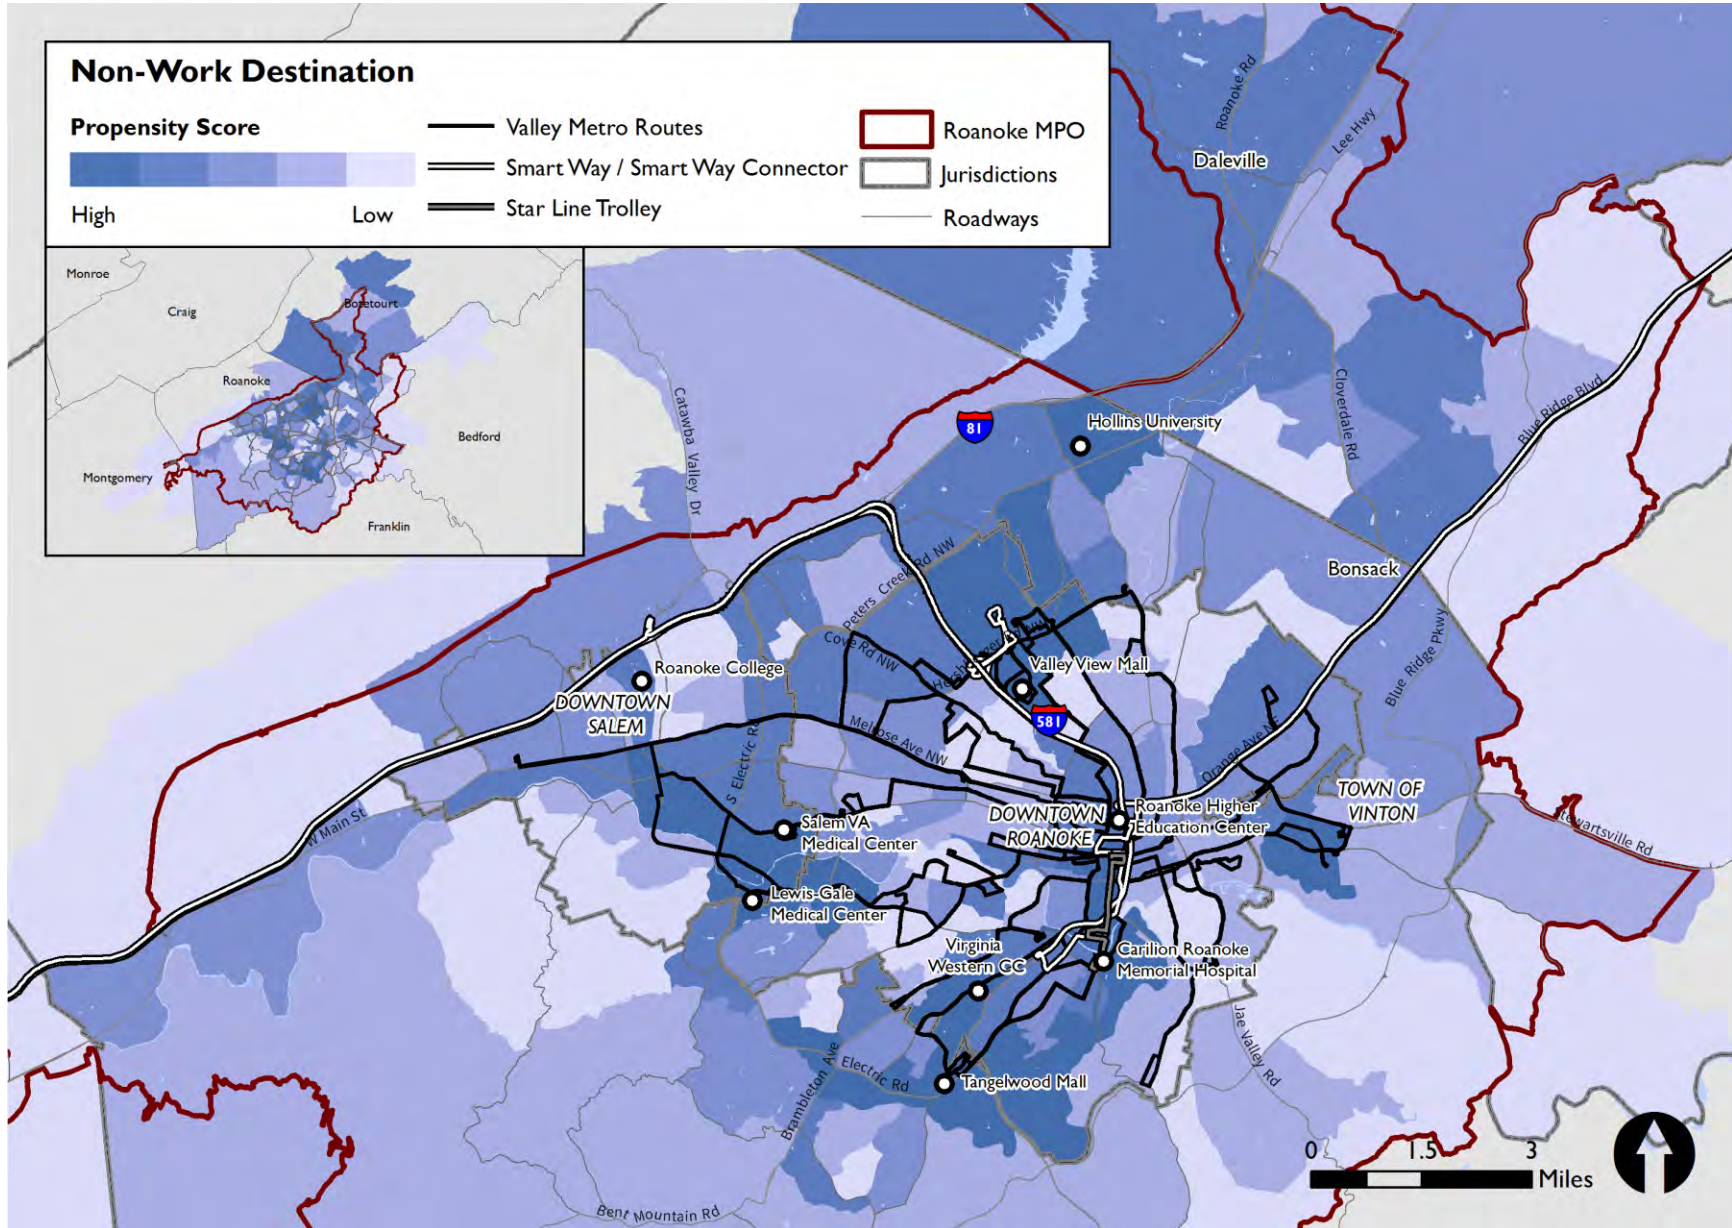 Non-Work Destination
Propensity Score
High
Low
Valley Metro Routes
Smart Way / Smart Way Connector
Star Line Trolley
Roanoke MPO
Jurisdictions
Roadways
Monroe
Craig
Botetourt
Roanoke
Bedford
Montgomery
Franklin
Roanoke Rd
Lee Hwy
Daleville
Catawba Valley Dr
81
Hollins University
Cloverdale Rd
Blue Ridge Blvd
Peters Creek Rd NW
Bonsack
Cove Rd NW
Blue Ridge Pkwy
Roanoke College
Valley View Mall
DOWNTOWN
SALEM
581
Melrose Ave NW
S Electric Rd
Orange Ave NE
W Main St
DOWNTOWN
ROANOKE
Roanoke Higher
Education Center
TOWN OF
VINTON
Salem VA
Medical Center
Stewartsville Rd
Lewis-Gale
Medical Center
Virginia
Western CC
Carilion Roanoke
Memorial Hospital
Jae Valley Rd
Brambleton Ave
Electric Rd
Tangelwood Mall
Bent Mountain Rd
0 1.5 3
Miles